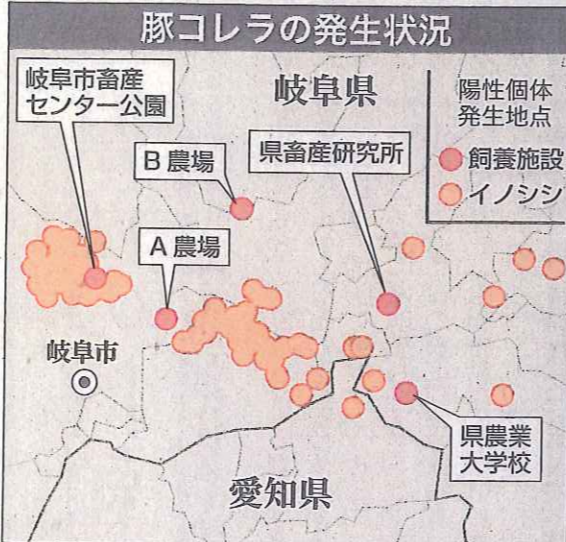 豚コレラの発生状況
岐阜市畜産
センター公園
岐阜県
陽性個体
発生地点
飼養施設
イノシシ
B農場
県畜産研究所
A農場
岐阜市
県農業
大学校
愛知県